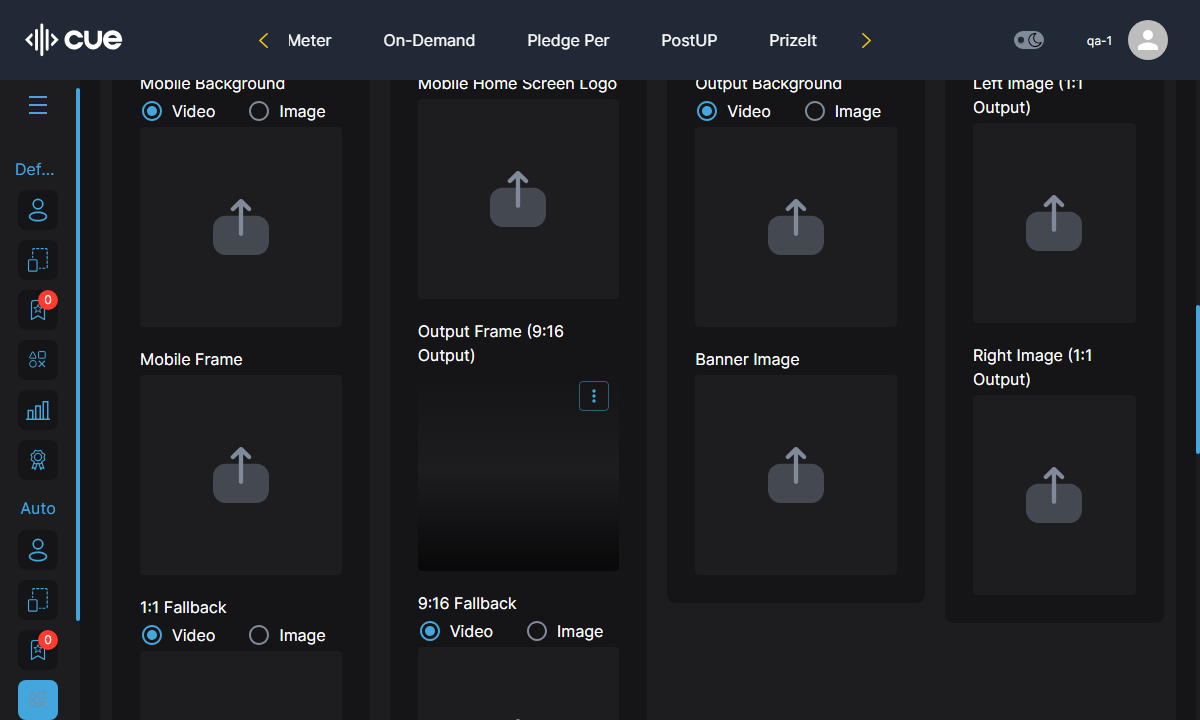 cue
Meter
On-Demand
Pledge Per
PostUP
PrizeIt
qa-1
Def...
0
Auto
0
Mobile Background
Video
Image
Mobile Frame
1:1 Fallback
Video
Image
Mobile Home Screen Logo
Output Frame (9:16
Output)
9:16 Fallback
Video
Image
Output Background
Video
Image
Banner Image
Left Image (1:1
Output)
Right Image (1:1
Output)